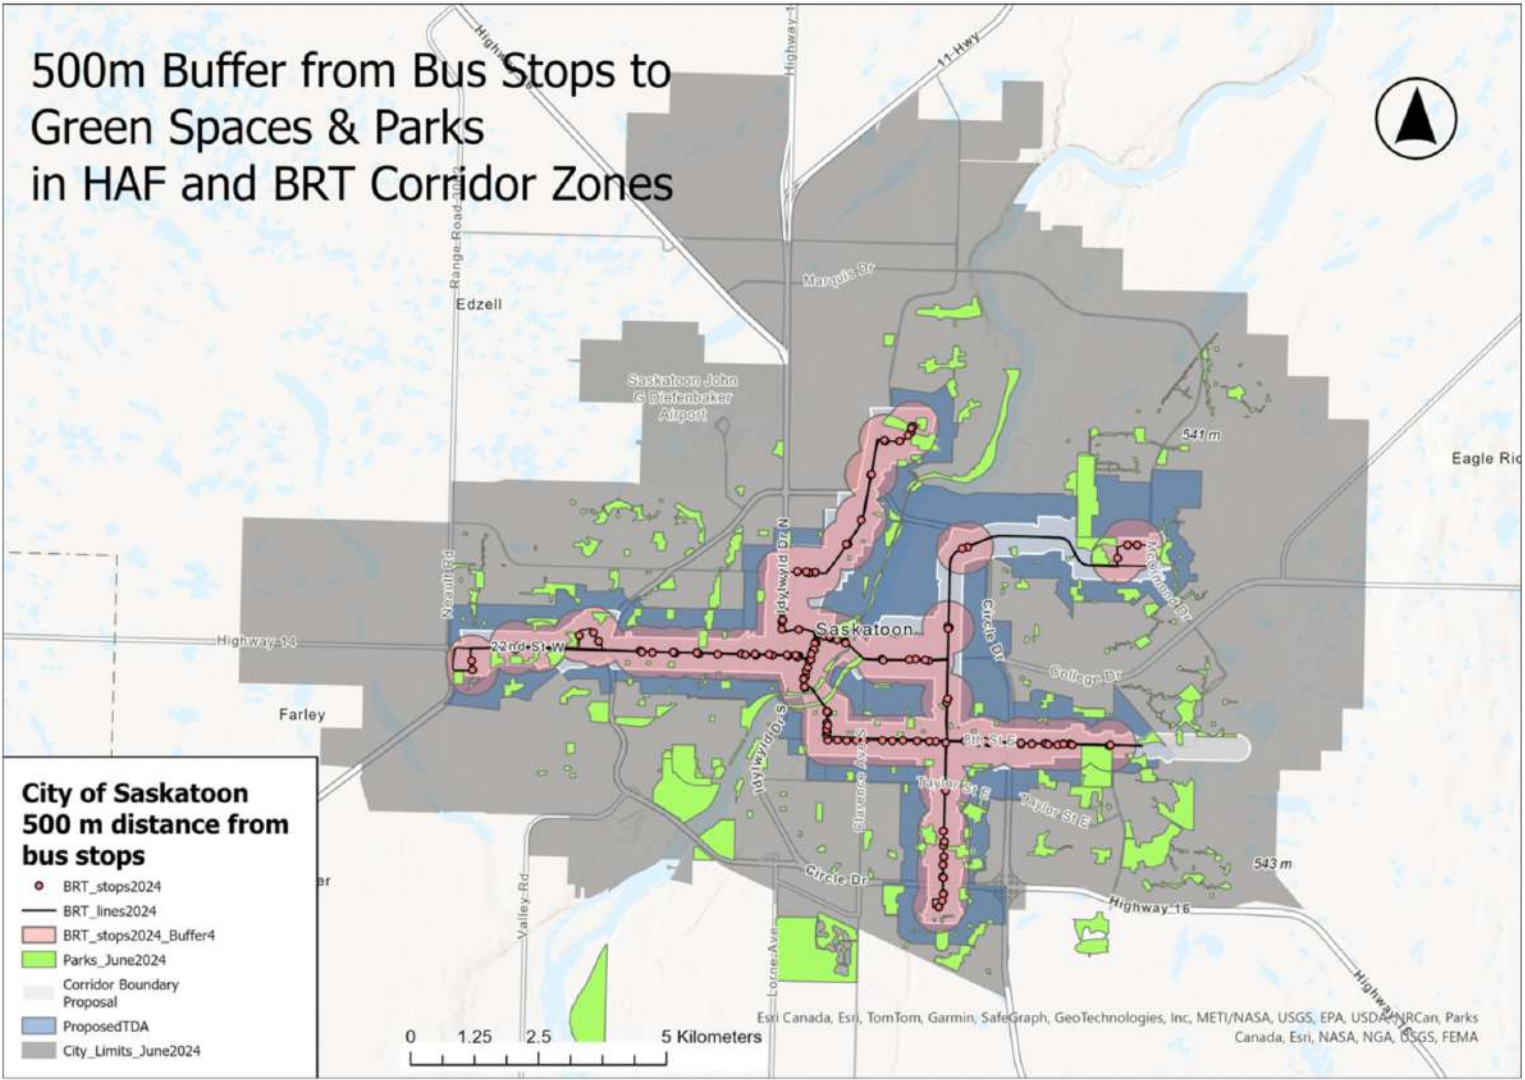 500m Buffer from Bus Stops to
Green Spaces & Parks
in HAF and BRT Corridor Zones
Highway 1
11 Hwy
Range Road
Marquis Dr
Edzell
Saskatoon John
G Diefenbaker
Airport
541 m
Eagle Ric
Idylwyld Dr N
Neault Rd
McOrmond Dr
Circle Dr
Saskatoon
Highway 14
22nd St W
College Dr
Farley
Idylwyld Dr S
8th St E
Clarence Ave S
Taylor St E
Taylor St E
543 m
Circle Dr
Highway 16
er
Valley Rd
Lorne Ave
Highway 16
City of Saskatoon
500 m distance from
bus stops
BRT_stops2024
BRT_lines2024
BRT_stops2024_Buffer4
Parks_June2024
Corridor Boundary
Proposal
ProposedTDA
City_Limits_June2024
0 1.25 2.5 5 Kilometers
Esri Canada, Esri, TomTom, Garmin, SafeGraph, GeoTechnologies, Inc, METI/NASA, USGS, EPA, USDA, NRCan, Parks
Canada, Esri, NASA, NGA, USGS, FEMA